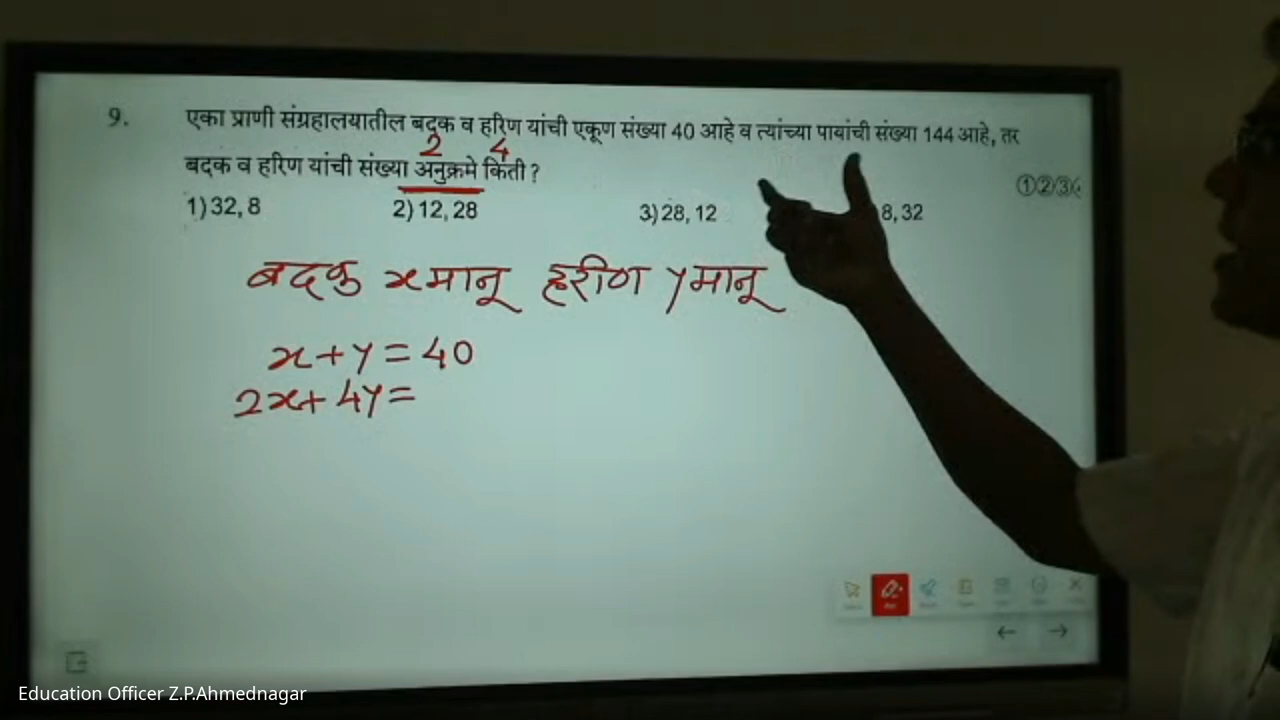 9. एका प्राणी संग्रहालयातील बदक व हरिण यांची एकूण संख्या 40 आहे व त्यांच्या पायांची संख्या 144 आहे, तर
2 4
बदक व हरिण यांची संख्या अनुक्रमे किती ?
①②③
1) 32, 8 2) 12, 28 3) 28, 12 8, 32
बदक x मानू हरीण y मानू
x + y = 40
2x + 4y =
Education Officer Z.P.Ahmednagar